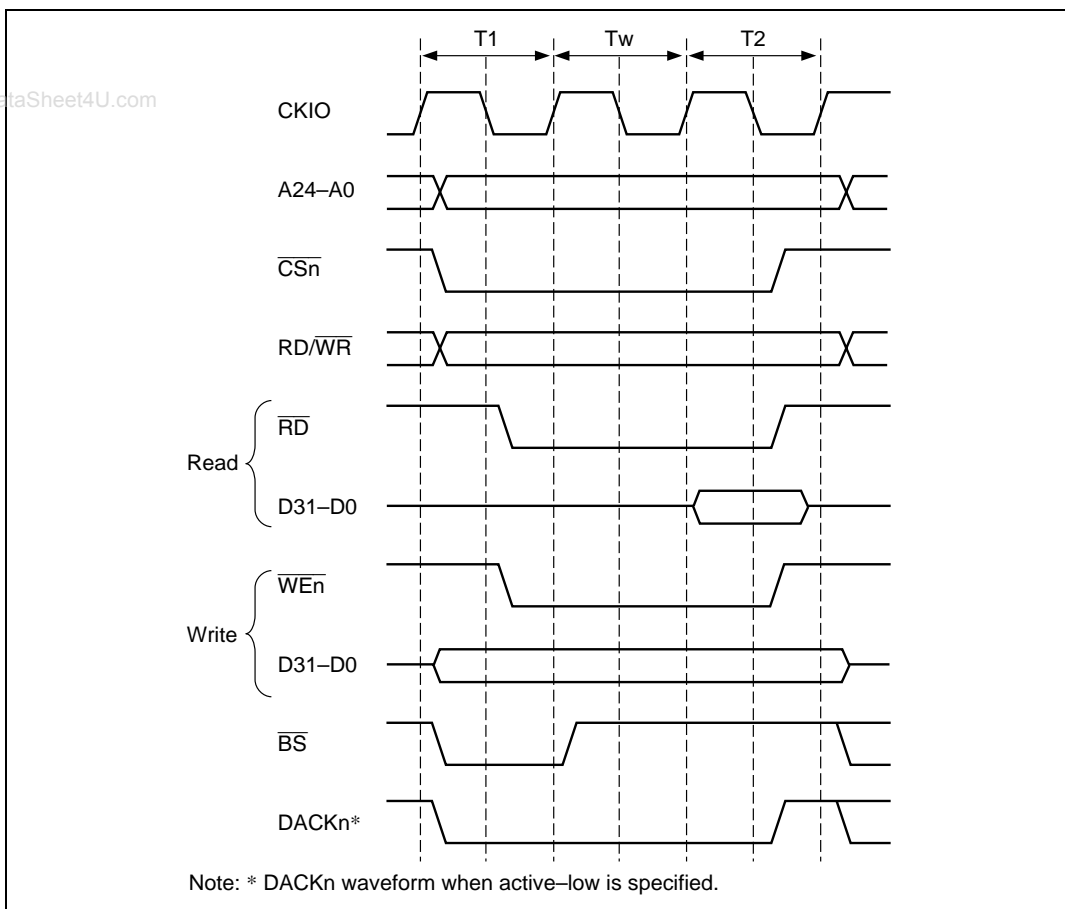 T1 Tw T2
etaSheet4U.com
CKIO
A24–A0
CSn
RD/WR
RD
Read
D31–D0
WEn
Write
D31–D0
BS
DACKn*
Note: * DACKn waveform when active–low is specified.